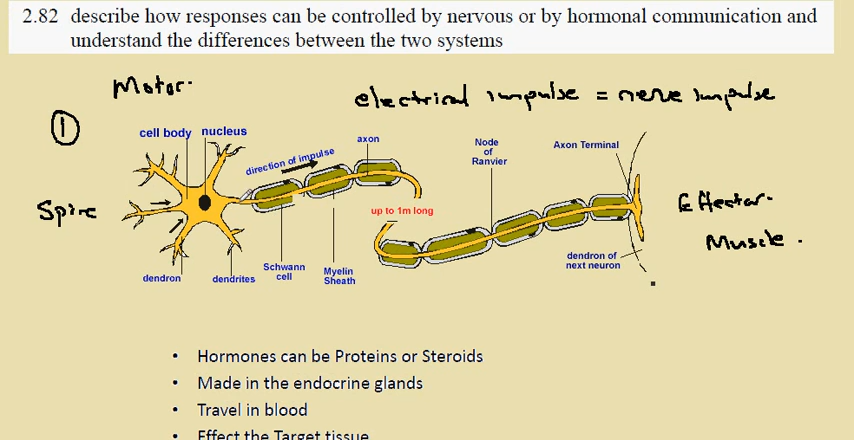 2.82 describe how responses can be controlled by nervous or by hormonal communication and
understand the differences between the two systems
Motor.
electrical impulse = nerve impulse
①
cell body nucleus
direction of impulse
axon
Node
of
Ranvier
Axon Terminal
Spine
up to 1m long
Effector.
Muscle.
dendron
dendrites
Schwann
cell
Myelin
Sheath
dendron of
next neuron
• Hormones can be Proteins or Steroids
• Made in the endocrine glands
• Travel in blood
• Effect the Target tissue